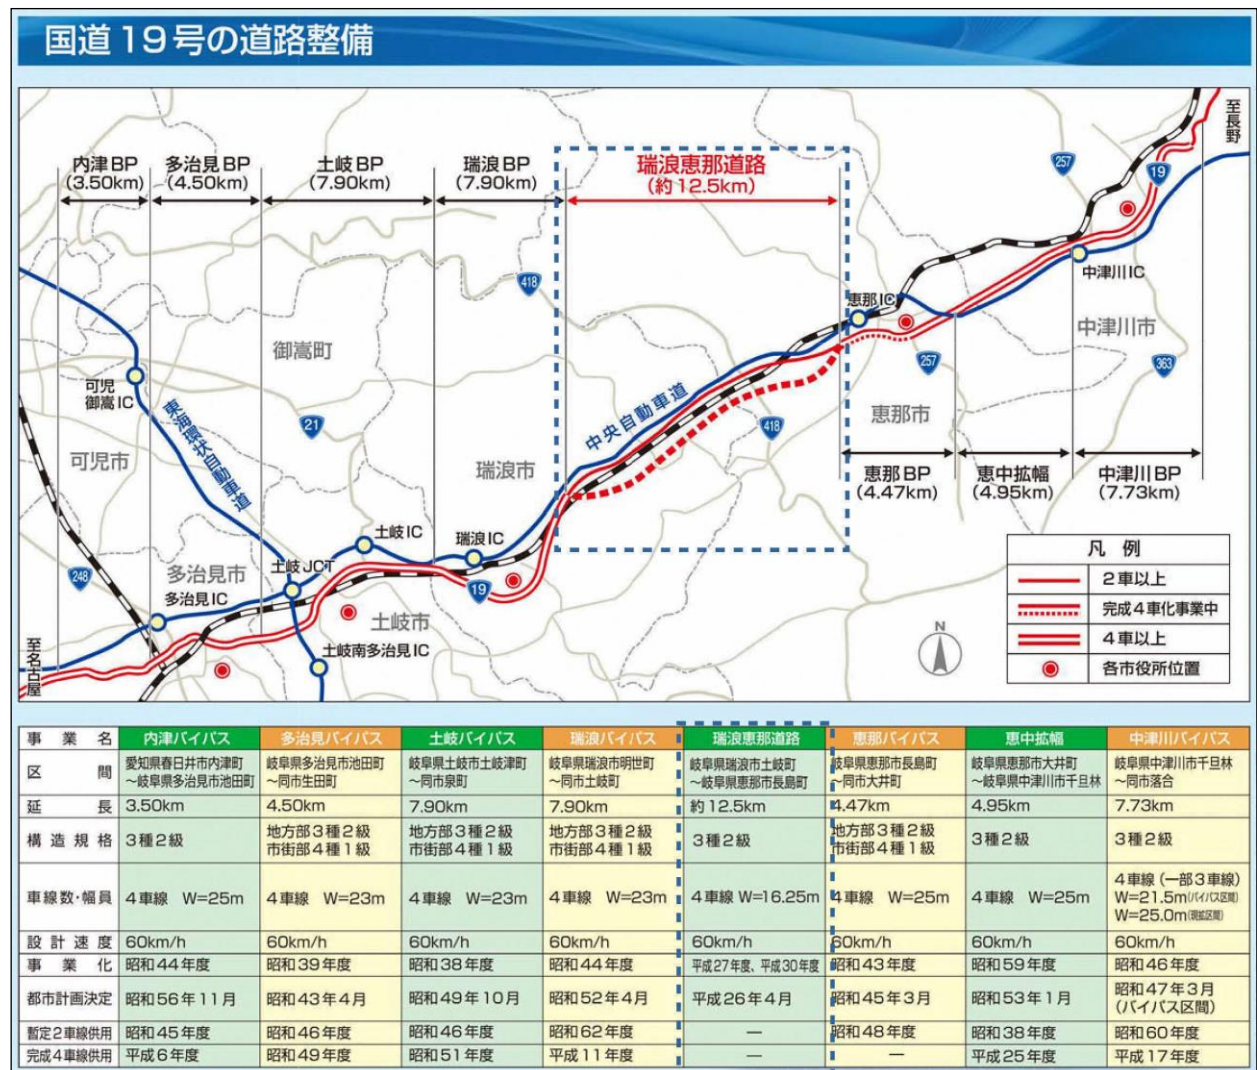 国道19号の道路整備
内津BP
(3.50km)
多治見BP
(4.50km)
土岐BP
(7.90km)
瑞浪BP
(7.90km)
瑞浪恵那道路
(約12.5km)
至長野
257
19
418
恵那IC
中津川IC
中津川市
御嵩町
可児
御嵩IC
257
363
東海環状自動車道
21
中央自動車道
418
恵那市
可児市
瑞浪市
恵那BP
(4.47km)
恵中拡幅
(4.95km)
中津川BP
(7.73km)
土岐IC
瑞浪IC
248
多治見市
土岐JCT
多治見IC
19
土岐市
土岐南多治見IC
至名古屋
N
凡例
2車以上
完成4車化事業中
4車以上
各市役所位置
事業名 内津バイパス 多治見バイパス 土岐バイパス 瑞浪バイパス 瑞浪恵那道路 恵那バイパス 恵中拡幅 中津川バイパス
区間 愛知県春日井市内津町 岐阜県多治見市池田町 岐阜県土岐市土岐津町 岐阜県瑞浪市明世町 岐阜県瑞浪市土岐町 岐阜県恵那市長島町 岐阜県恵那市大井町 岐阜県中津川市千旦林
〜岐阜県多治見市池田町 〜同市生田町 〜同市泉町 〜同市土岐町 〜岐阜県恵那市長島町 〜同市大井町 〜岐阜県中津川市千旦林 〜同市落合
延長 3.50km 4.50km 7.90km 7.90km 約12.5km 4.47km 4.95km 7.73km
構造規格 3種2級 地方部3種2級 地方部3種2級 地方部3種2級 3種2級 地方部3種2級 3種2級 3種2級
市街部4種1級 市街部4種1級 市街部4種1級 市街部4種1級
車線数・幅員 4車線 W=25m 4車線 W=23m 4車線 W=23m 4車線 W=23m 4車線 W=16.25m 4車線 W=25m 4車線 W=25m 4車線(一部3車線)
W=21.5m(バイパス区間)
W=25.0m(現拡区間)
設計速度 60km/h 60km/h 60km/h 60km/h 60km/h 60km/h 60km/h 60km/h
事業化 昭和44年度 昭和39年度 昭和38年度 昭和44年度 平成27年度、平成30年度 昭和43年度 昭和59年度 昭和46年度
都市計画決定 昭和56年11月 昭和43年4月 昭和49年10月 昭和52年4月 平成26年4月 昭和45年3月 昭和53年1月 昭和47年3月
(バイパス区間)
暫定2車線供用 昭和45年度 昭和46年度 昭和46年度 昭和62年度 — 昭和48年度 昭和38年度 昭和60年度
完成4車線供用 平成6年度 昭和49年度 昭和51年度 平成11年度 — — 平成25年度 平成17年度